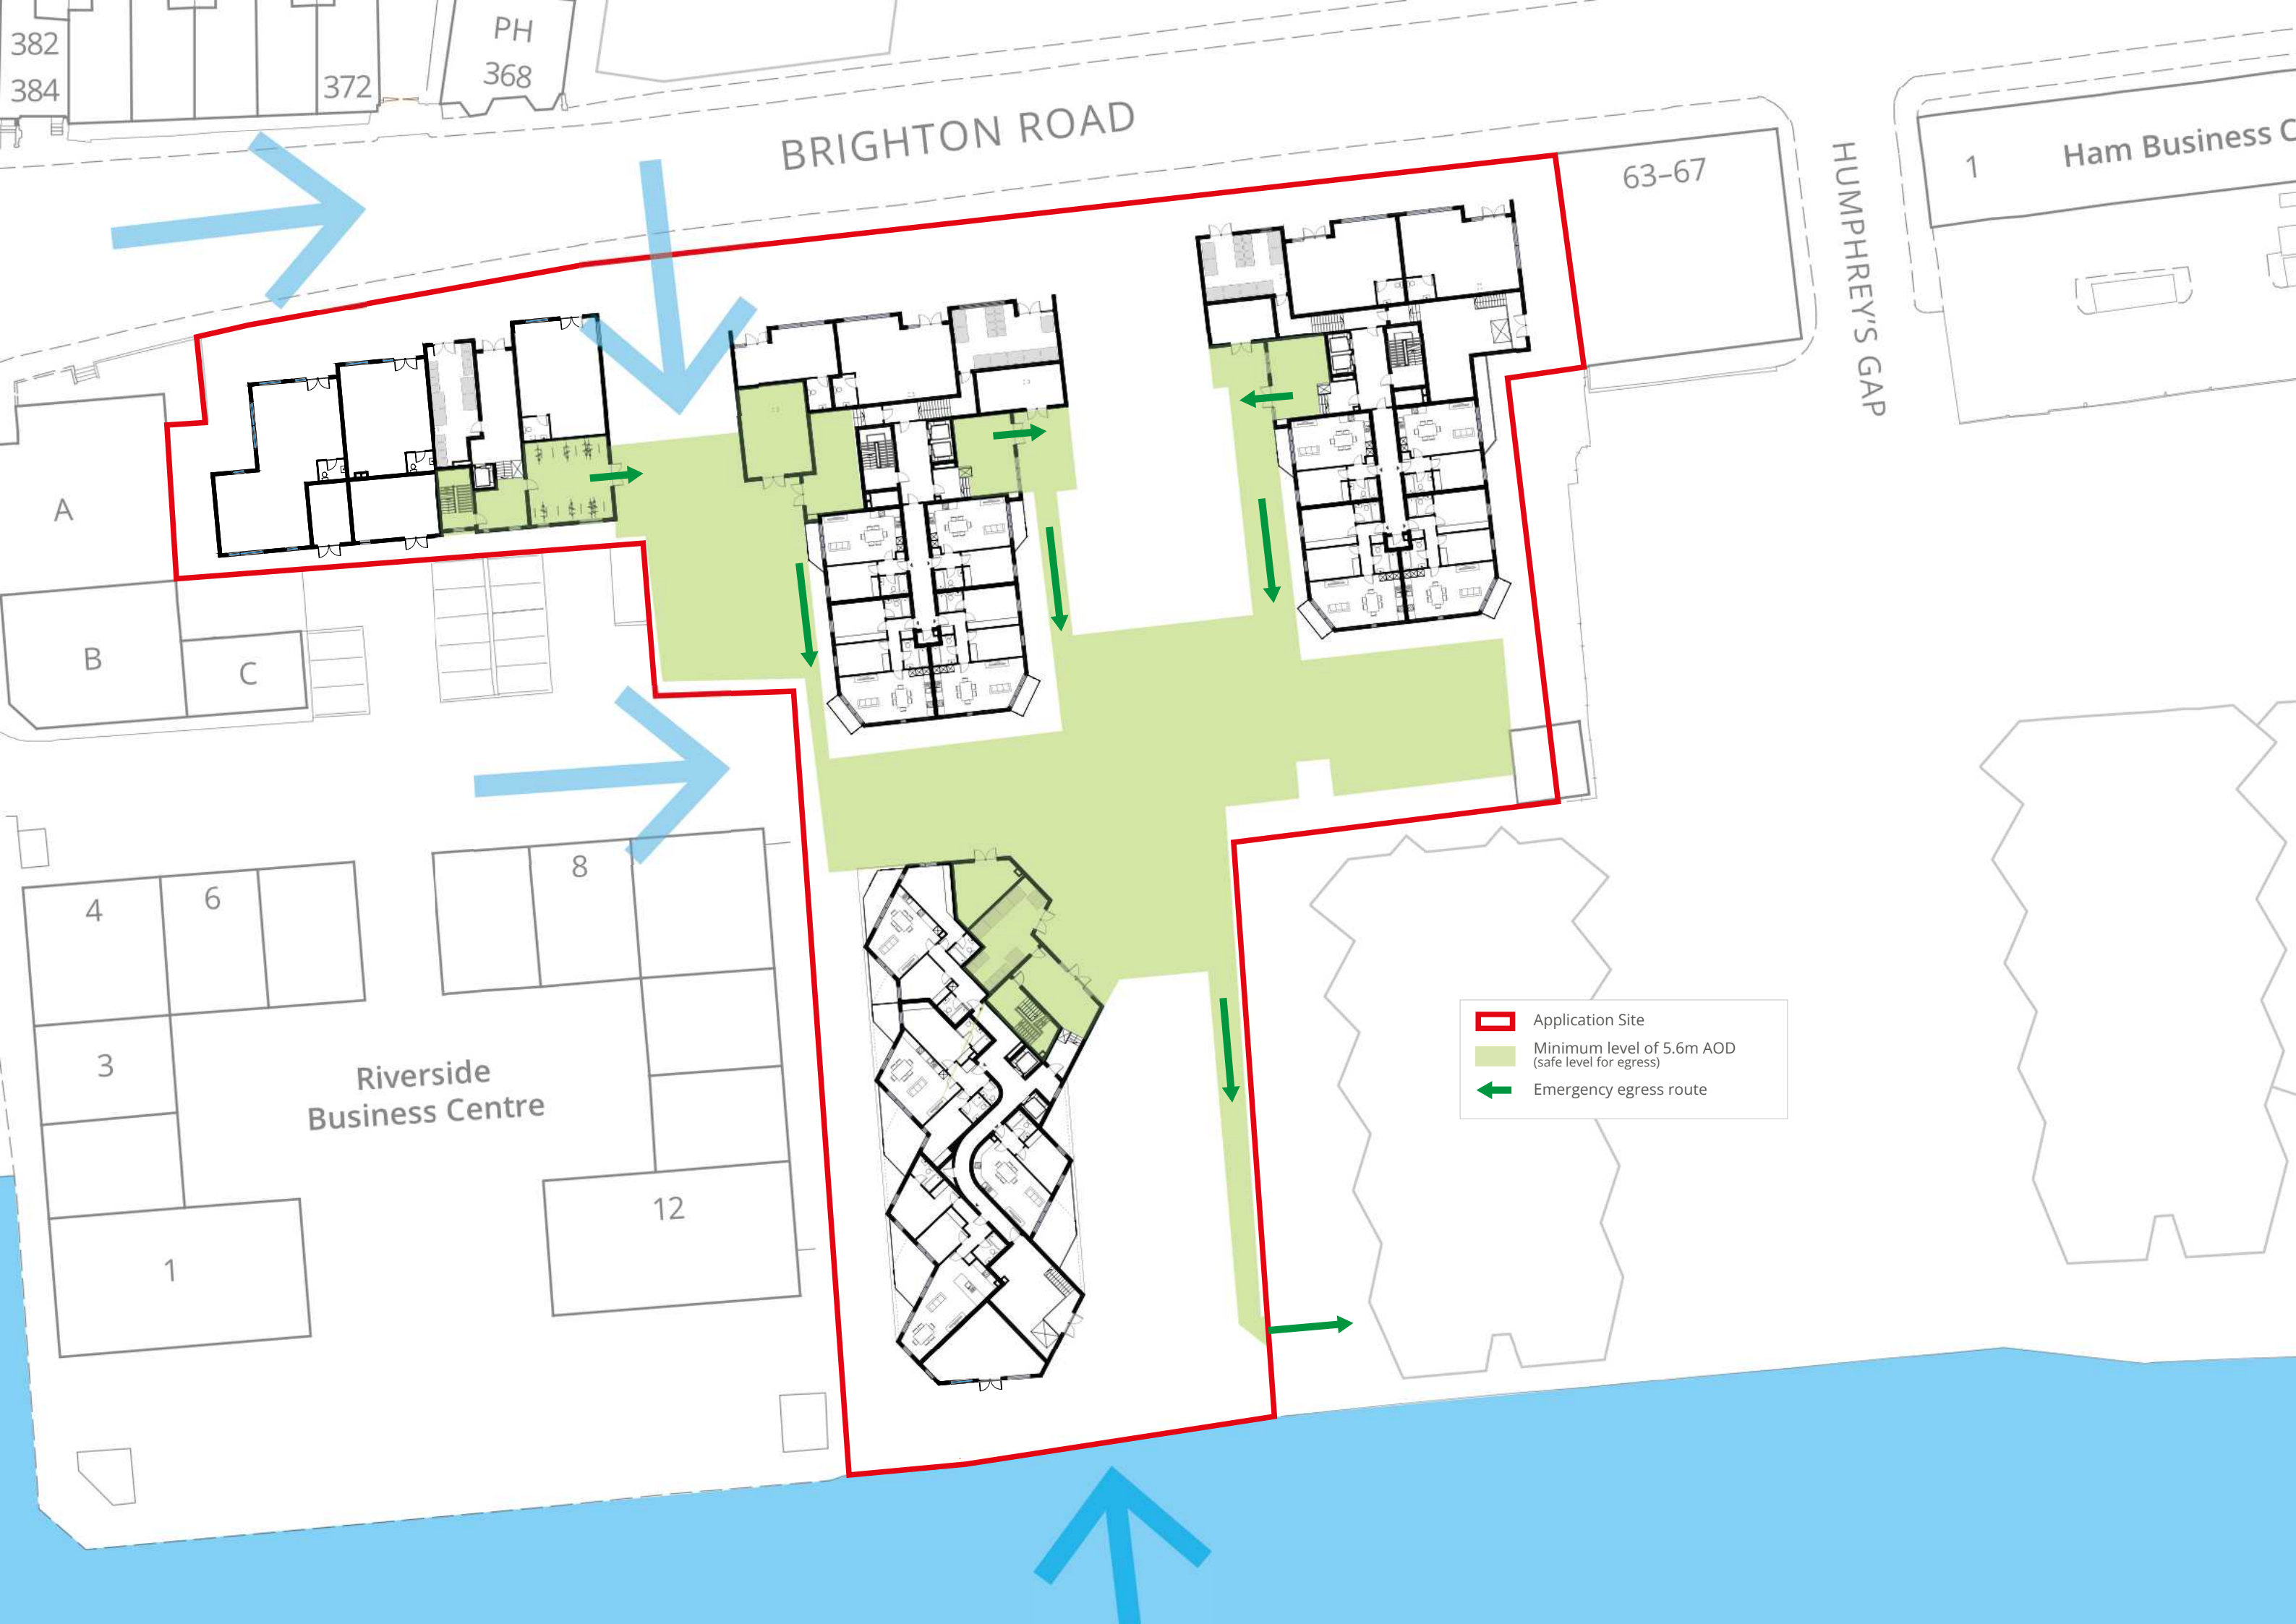 382
384
372
PH
368
BRIGHTON ROAD
63–67
HUMPHREY'S GAP
1
Ham Business C
A
B
C
4
6
8
3
Riverside
Business Centre
1
12
Application Site
Minimum level of 5.6m AOD
(safe level for egress)
Emergency egress route